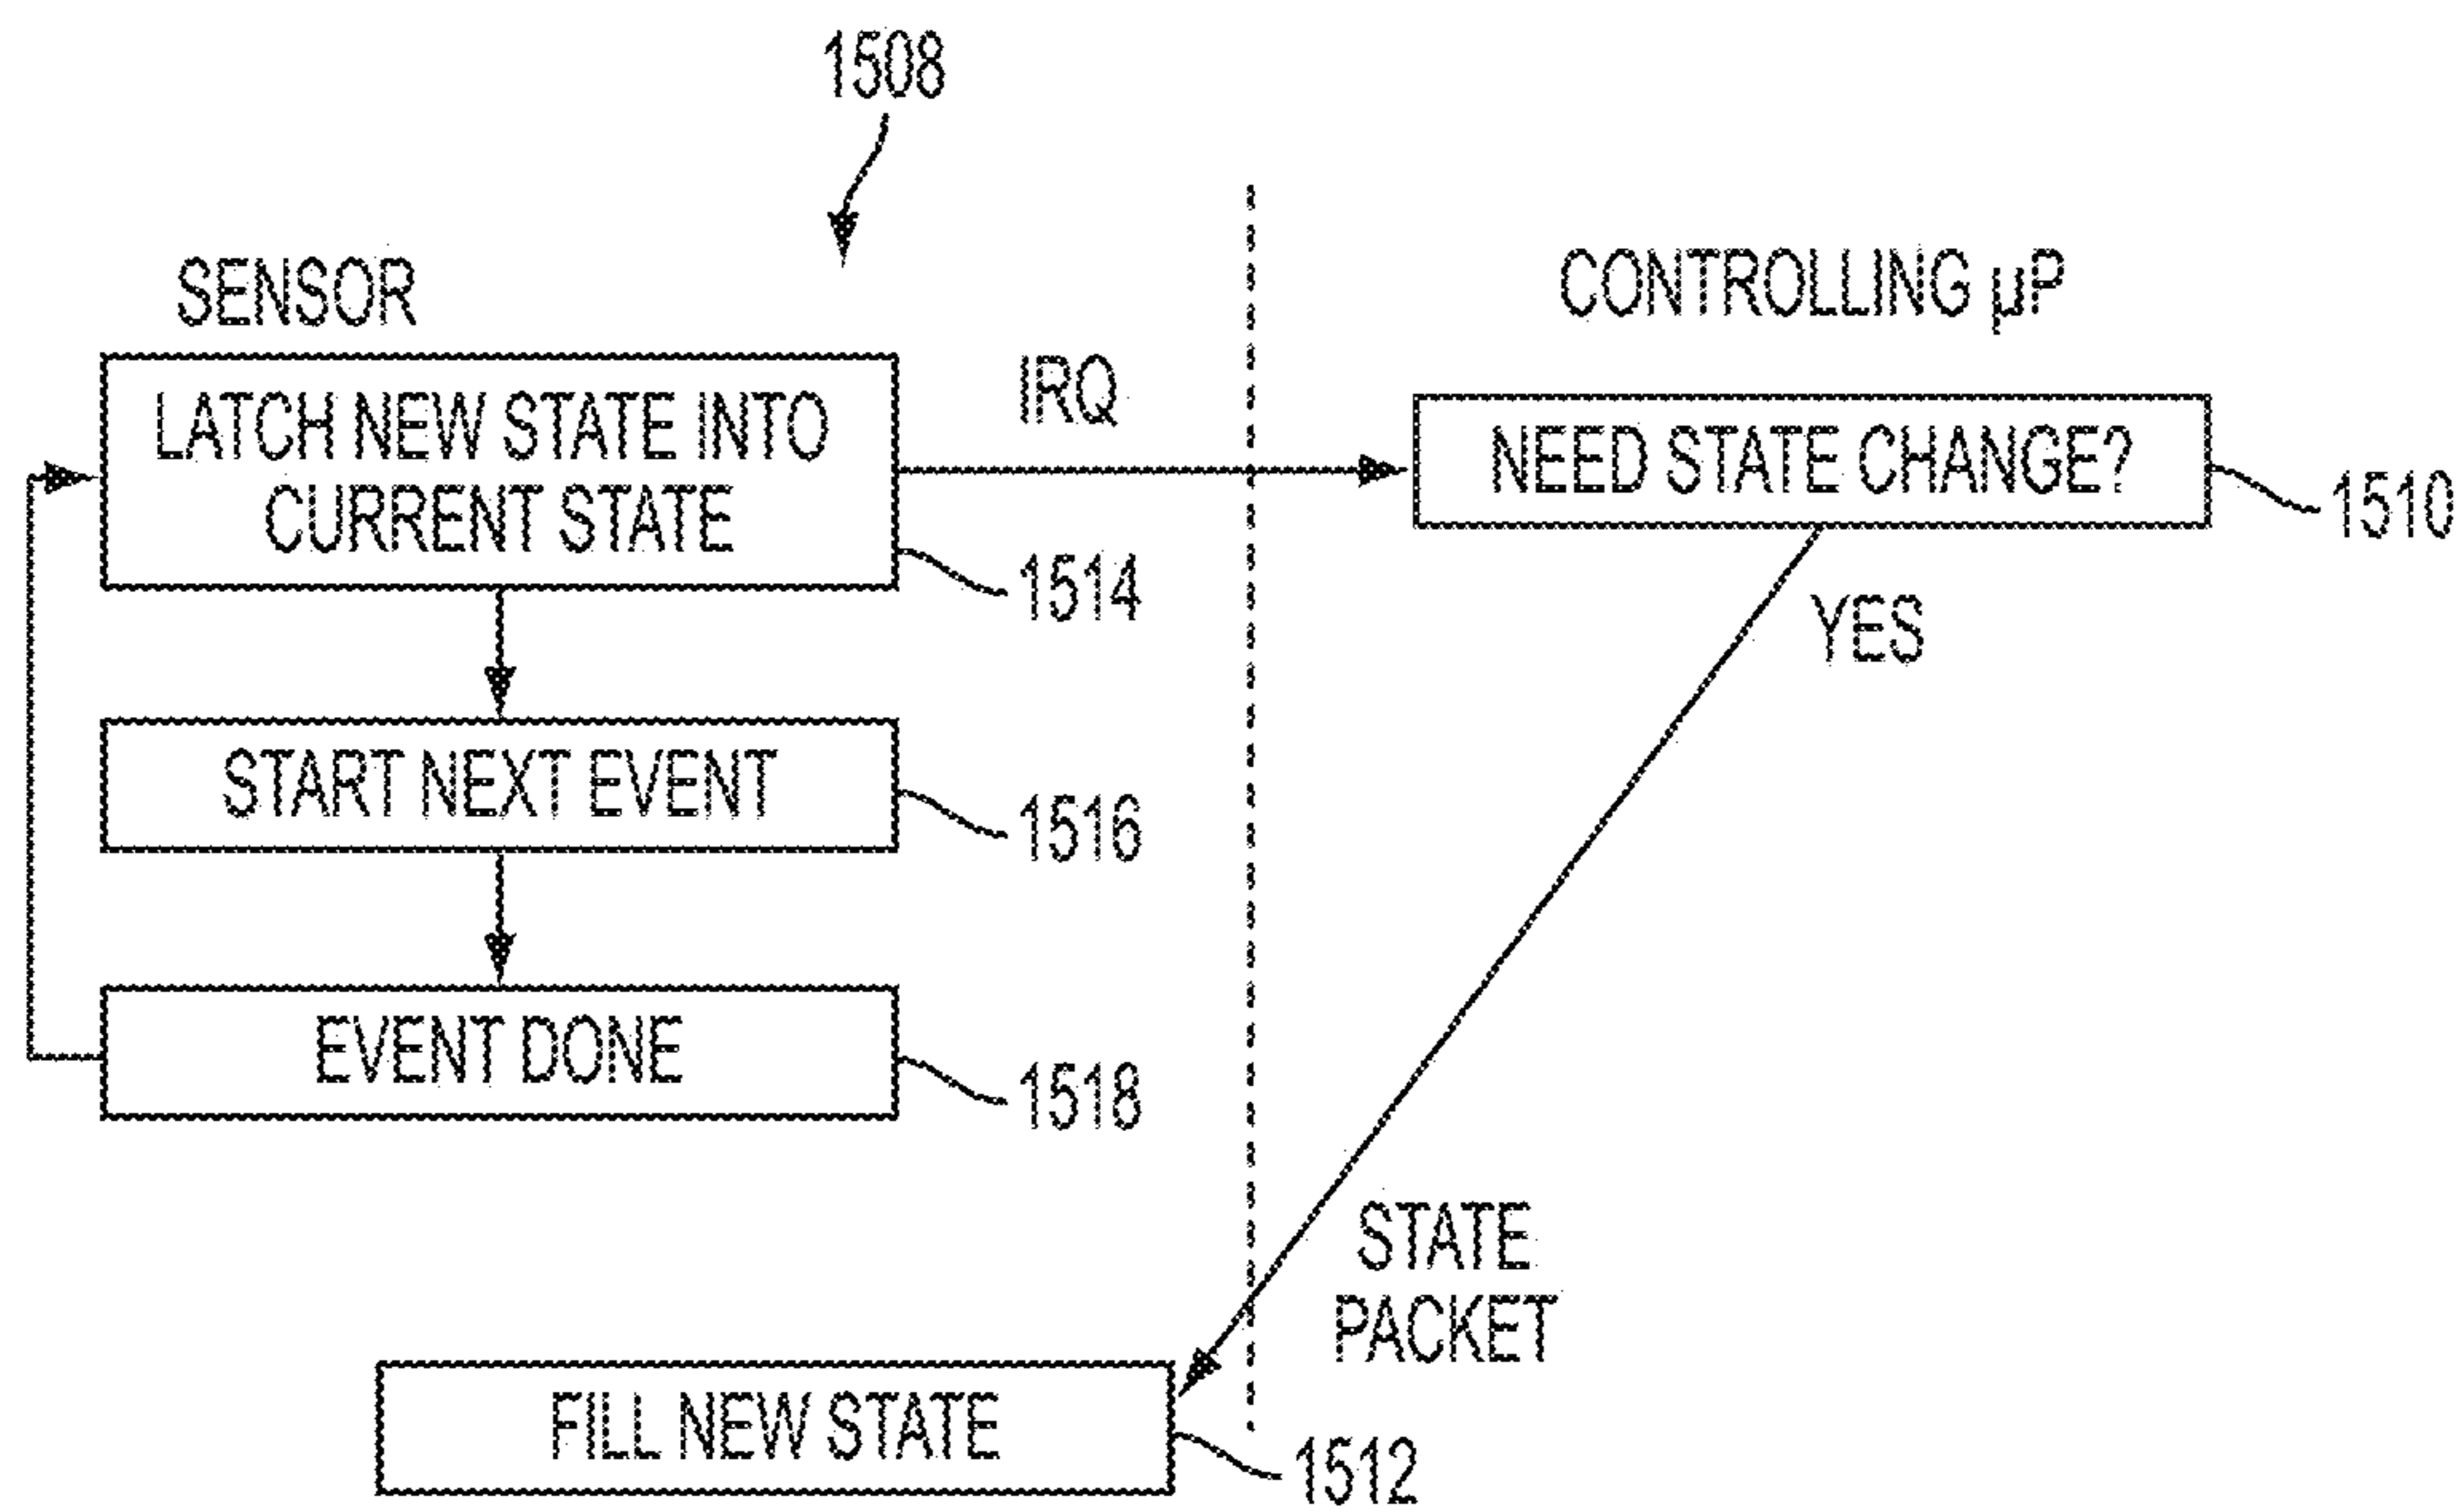 1508
SENSOR
CONTROLLING µP
LATCH NEW STATE INTO
CURRENT STATE
IRQ
NEED STATE CHANGE?
1510
1514
YES
START NEXT EVENT
1516
EVENT DONE
1518
STATE
PACKET
FILL NEW STATE
1512